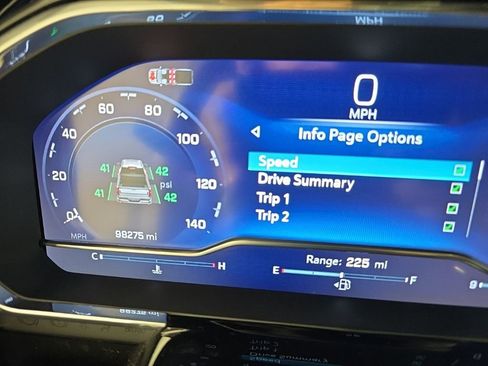 0
MPH
Info Page Options
Speed
Drive Summary
Trip 1
Trip 2
80
60
100
40
20
120
0
140
41 42
41 42
psi
MPH
98275 mi
C H
Range: 225 mi
E F